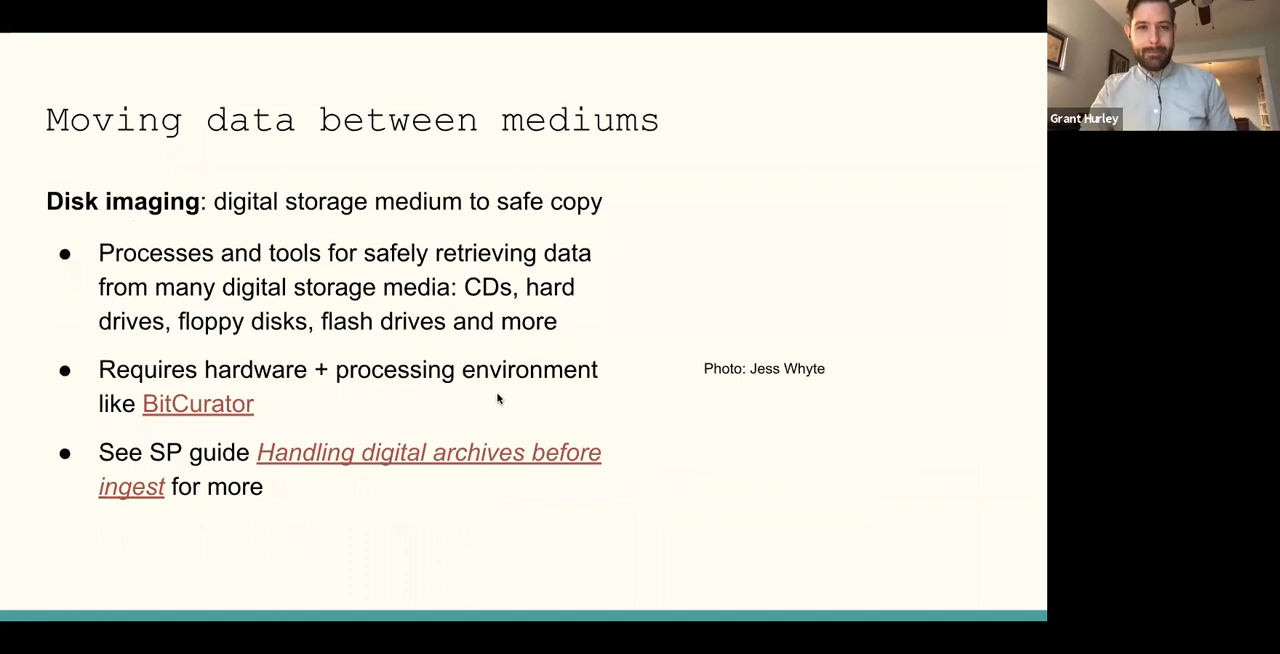 Moving data between mediums
Disk imaging: digital storage medium to safe copy
● Processes and tools for safely retrieving data
from many digital storage media: CDs, hard
drives, floppy disks, flash drives and more
● Requires hardware + processing environment
like BitCurator
● See SP guide Handling digital archives before
ingest for more
Photo: Jess Whyte
Grant Hurley